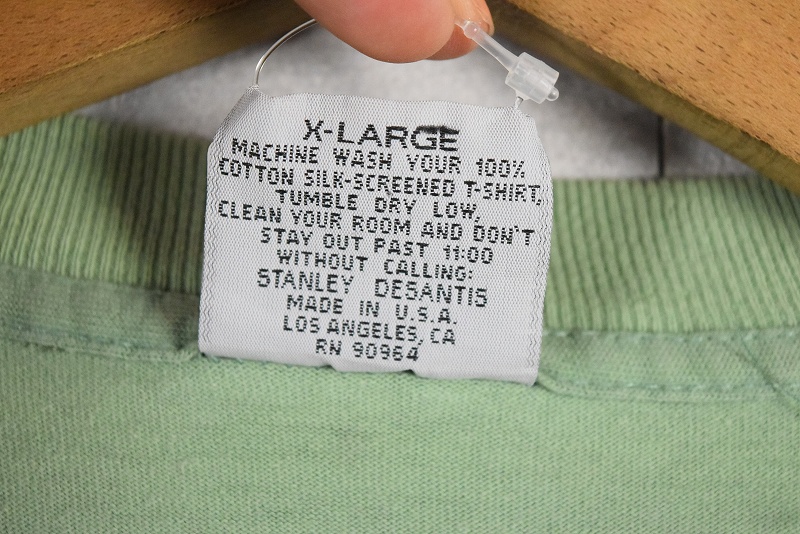 X-LARGE
MACHINE WASH YOUR 100%
COTTON SILK-SCREENED T-SHIRT,
TUMBLE DRY LOW,
CLEAN YOUR ROOM AND DON'T
STAY OUT PAST 11:00
WITHOUT CALLING:
STANLEY DESANTIS
MADE IN U.S.A.
LOS ANGELES, CA
RN 90964